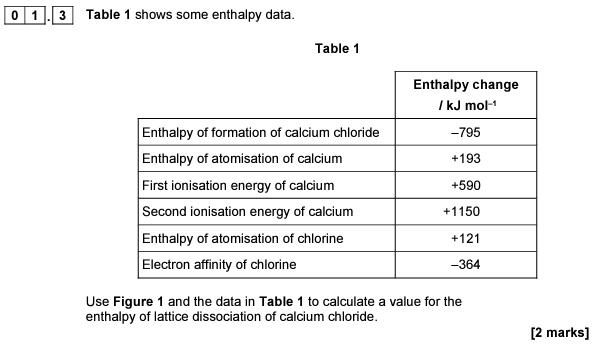 0 1 . 3 Table 1 shows some enthalpy data.
Table 1
Enthalpy change
/ kJ mol⁻¹
Enthalpy of formation of calcium chloride –795
Enthalpy of atomisation of calcium +193
First ionisation energy of calcium +590
Second ionisation energy of calcium +1150
Enthalpy of atomisation of chlorine +121
Electron affinity of chlorine –364
Use Figure 1 and the data in Table 1 to calculate a value for the
enthalpy of lattice dissociation of calcium chloride.
[2 marks]